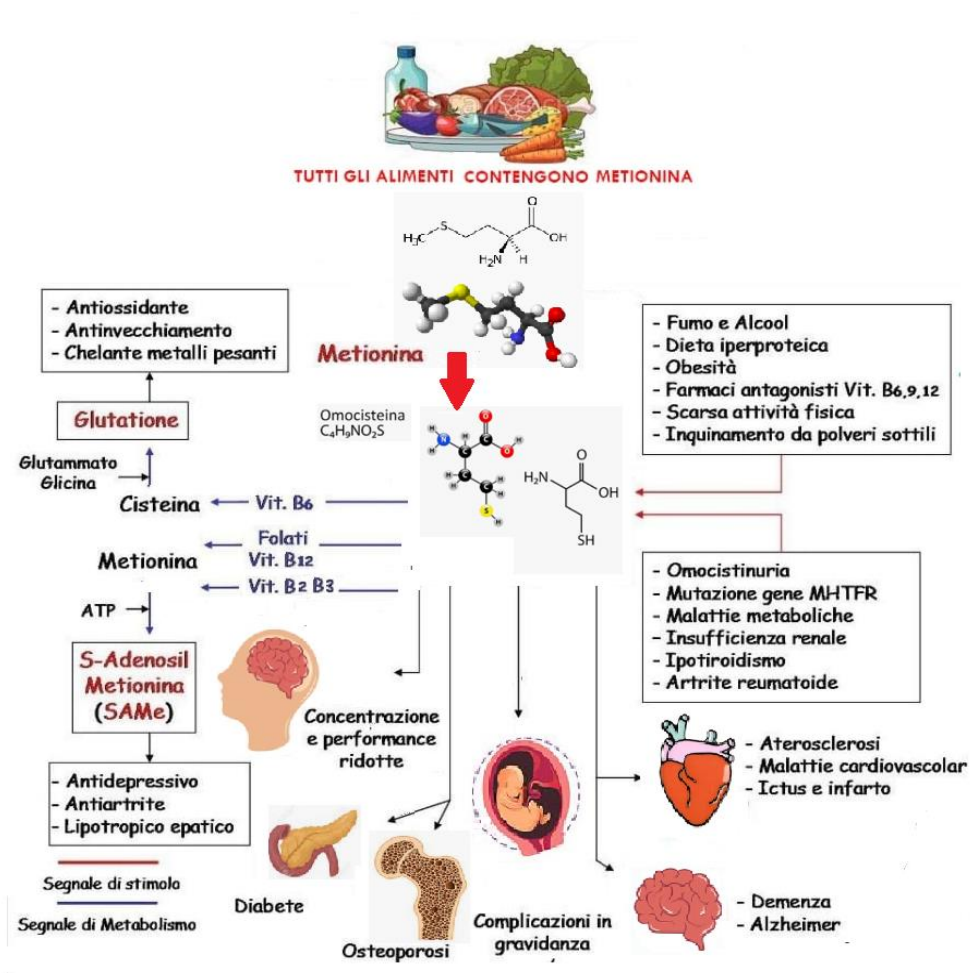 TUTTI GLI ALIMENTI CONTENGONO METIONINA
O
H₃C
S
OH
H₂N
H
Metionina
- Antiossidante
- Antinvecchiamento
- Chelante metalli pesanti
Glutatione
Glutammato
Glicina
Cisteina
Vit. B6
Folati
Vit. B12
Metionina
Vit. B2 B3
ATP
S-Adenosil
Metionina
(SAMe)
- Antidepressivo
- Antiartrite
- Lipotropico epatico
Segnale di stimolo
Segnale di Metabolismo
Omocisteina
C₄H₉NO₂S
H
N
H
H
C
C
O
O
H
H
C
H
H
C
H
S
H
O
H₂N
OH
SH
- Fumo e Alcool
- Dieta iperproteica
- Obesità
- Farmaci antagonisti Vit. B6,9,12
- Scarsa attività fisica
- Inquinamento da polveri sottili
- Omocistinuria
- Mutazione gene MHTFR
- Malattie metaboliche
- Insufficienza renale
- Ipotiroidismo
- Artrite reumatoide
Concentrazione
e performance
ridotte
Diabete
Osteoporosi
Complicazioni in
gravidanza
- Aterosclerosi
- Malattie cardiovascolar
- Ictus e infarto
- Demenza
- Alzheimer